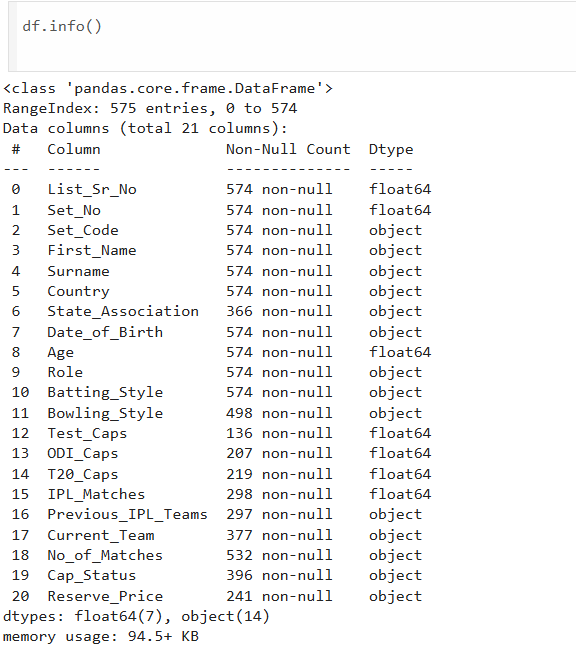 df.info()
<class 'pandas.core.frame.DataFrame'>
RangeIndex: 575 entries, 0 to 574
Data columns (total 21 columns):
 #   Column              Non-Null Count  Dtype
---  ------              --------------  -----
 0   List_Sr_No          574 non-null    float64
 1   Set_No              574 non-null    float64
 2   Set_Code            574 non-null    object
 3   First_Name          574 non-null    object
 4   Surname             574 non-null    object
 5   Country             574 non-null    object
 6   State_Association   366 non-null    object
 7   Date_of_Birth       574 non-null    object
 8   Age                 574 non-null    float64
 9   Role                574 non-null    object
 10  Batting_Style       574 non-null    object
 11  Bowling_Style       498 non-null    object
 12  Test_Caps           136 non-null    float64
 13  ODI_Caps            207 non-null    float64
 14  T20_Caps            219 non-null    float64
 15  IPL_Matches         298 non-null    float64
 16  Previous_IPL_Teams  297 non-null    object
 17  Current_Team        377 non-null    object
 18  No_of_Matches       532 non-null    object
 19  Cap_Status          396 non-null    object
 20  Reserve_Price       241 non-null    object
dtypes: float64(7), object(14)
memory usage: 94.5+ KB